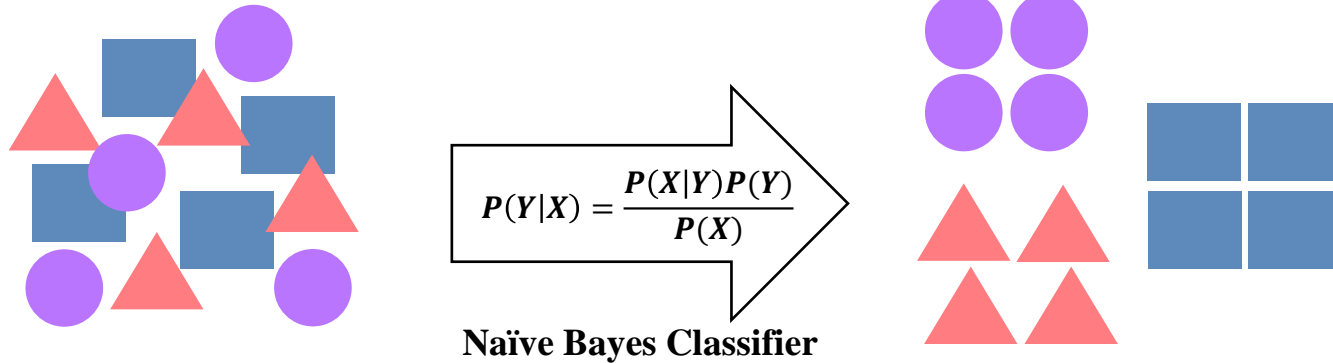 P(Y|X) = P(X|Y)P(Y) / P(X)
Naïve Bayes Classifier